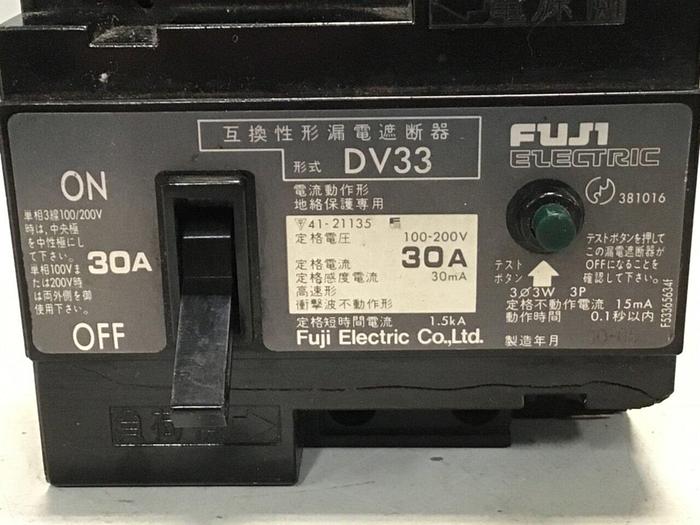 電源側
互換性形漏電遮断器
形式 DV33
FUJI
ELECTRIC
ON
単相3線100/200V
時は,中央極
を中性極にし
て下さい。
単相100Vま
たは200V時
は両外側を御
使用下さい。
30A
OFF
電流動作形
地絡保護専用
41-21135
定格電圧 100-200V
定格電流 30A
定格感度電流 30mA
高速形
衝撃波不動作形
定格短時間電流 1.5kA
Fuji Electric Co.,Ltd.
381016
テスト
ボタン
テストボタンを押して
この漏電遮断器が
OFFになることを
確認して下さい。
3ø3W 3P
定格不動作電流 15mA
動作時間 0.1秒以内
製造年月
F53365634f
負荷側